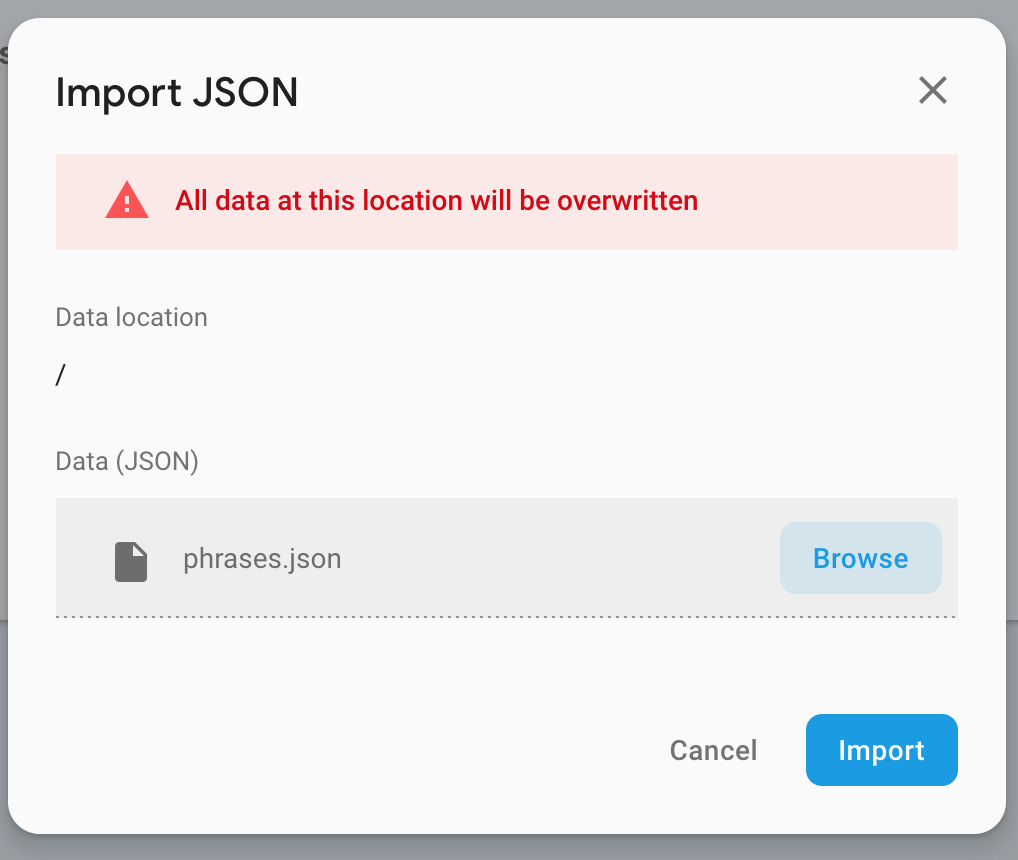 Import JSON
All data at this location will be overwritten
Data location
/
Data (JSON)
phrases.json
Browse
Cancel
Import